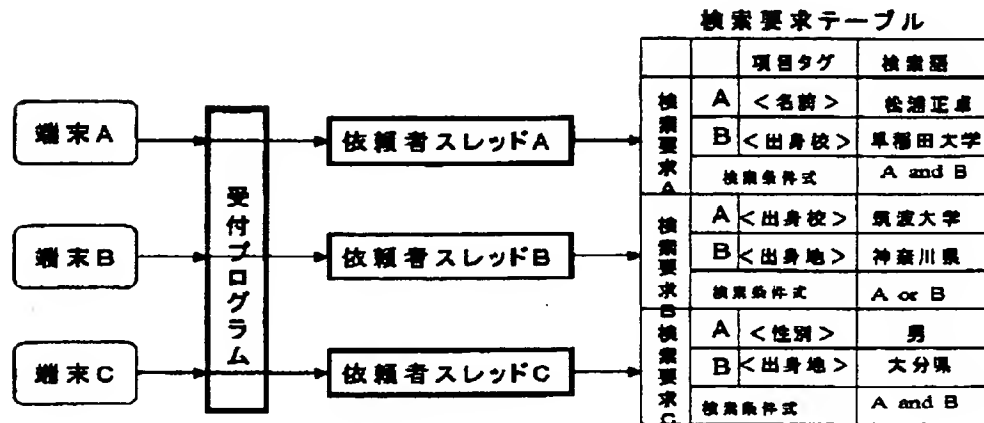 検索要求テーブル
項目タグ 検索語
検索要求A
A <名前> 松浦正卓
B <出身校> 早稲田大学
検索条件式 A and B
検索要求B
A <出身校> 筑波大学
B <出身地> 神奈川県
検索条件式 A or B
検索要求C
A <性別> 男
B <出身地> 大分県
検索条件式 A and B
端末A
依頼者スレッドA
受付プログラム
端末B
依頼者スレッドB
端末C
依頼者スレッドC